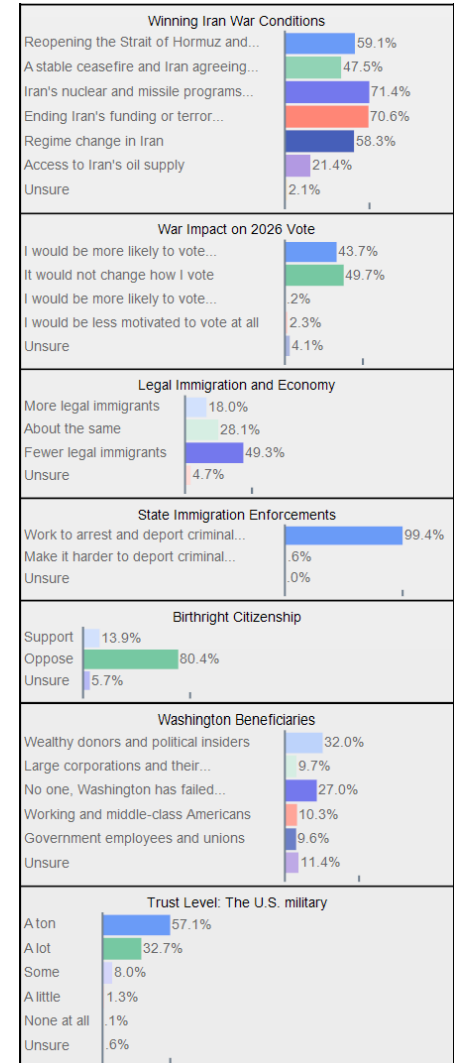 Winning Iran War Conditions
Reopening the Strait of Hormuz and... 59.1%
A stable ceasefire and Iran agreeing... 47.5%
Iran's nuclear and missile programs... 71.4%
Ending Iran's funding or terror... 70.6%
Regime change in Iran 58.3%
Access to Iran's oil supply 21.4%
Unsure 2.1%
War Impact on 2026 Vote
I would be more likely to vote... 43.7%
It would not change how I vote 49.7%
I would be more likely to vote... .2%
I would be less motivated to vote at all 2.3%
Unsure 4.1%
Legal Immigration and Economy
More legal immigrants 18.0%
About the same 28.1%
Fewer legal immigrants 49.3%
Unsure 4.7%
State Immigration Enforcements
Work to arrest and deport criminal... 99.4%
Make it harder to deport criminal... .6%
Unsure .0%
Birthright Citizenship
Support 13.9%
Oppose 80.4%
Unsure 5.7%
Washington Beneficiaries
Wealthy donors and political insiders 32.0%
Large corporations and their... 9.7%
No one, Washington has failed... 27.0%
Working and middle-class Americans 10.3%
Government employees and unions 9.6%
Unsure 11.4%
Trust Level: The U.S. military
A ton 57.1%
A lot 32.7%
Some 8.0%
A little 1.3%
None at all .1%
Unsure .6%